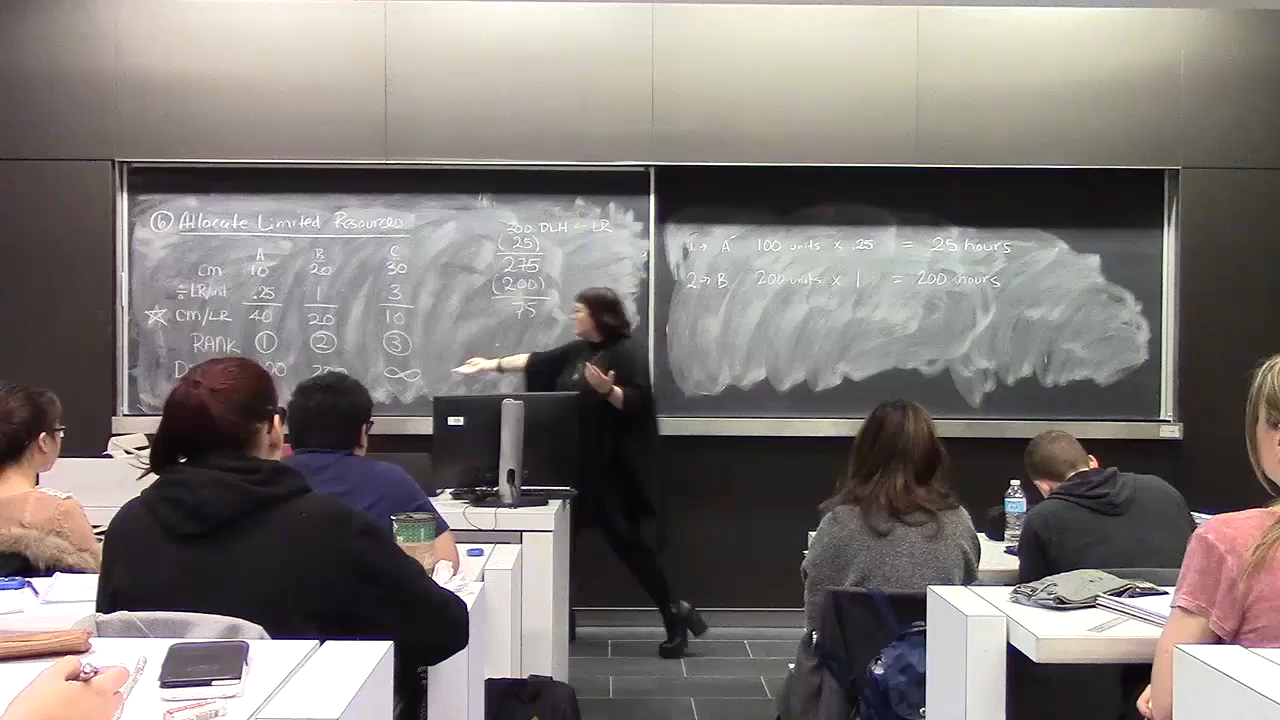 ⑥ Allocate Limited Resources
A B C
CM 10 20 30
÷ LR/unit .25 1 3
☆ CM/LR 40 20 10
RANK ① ② ③
∞
300 DLH - LR
(25)
275
(200)
75
1→ A 100 units x .25 = 25 hours
2→ B 200 units x 1 = 200 hours